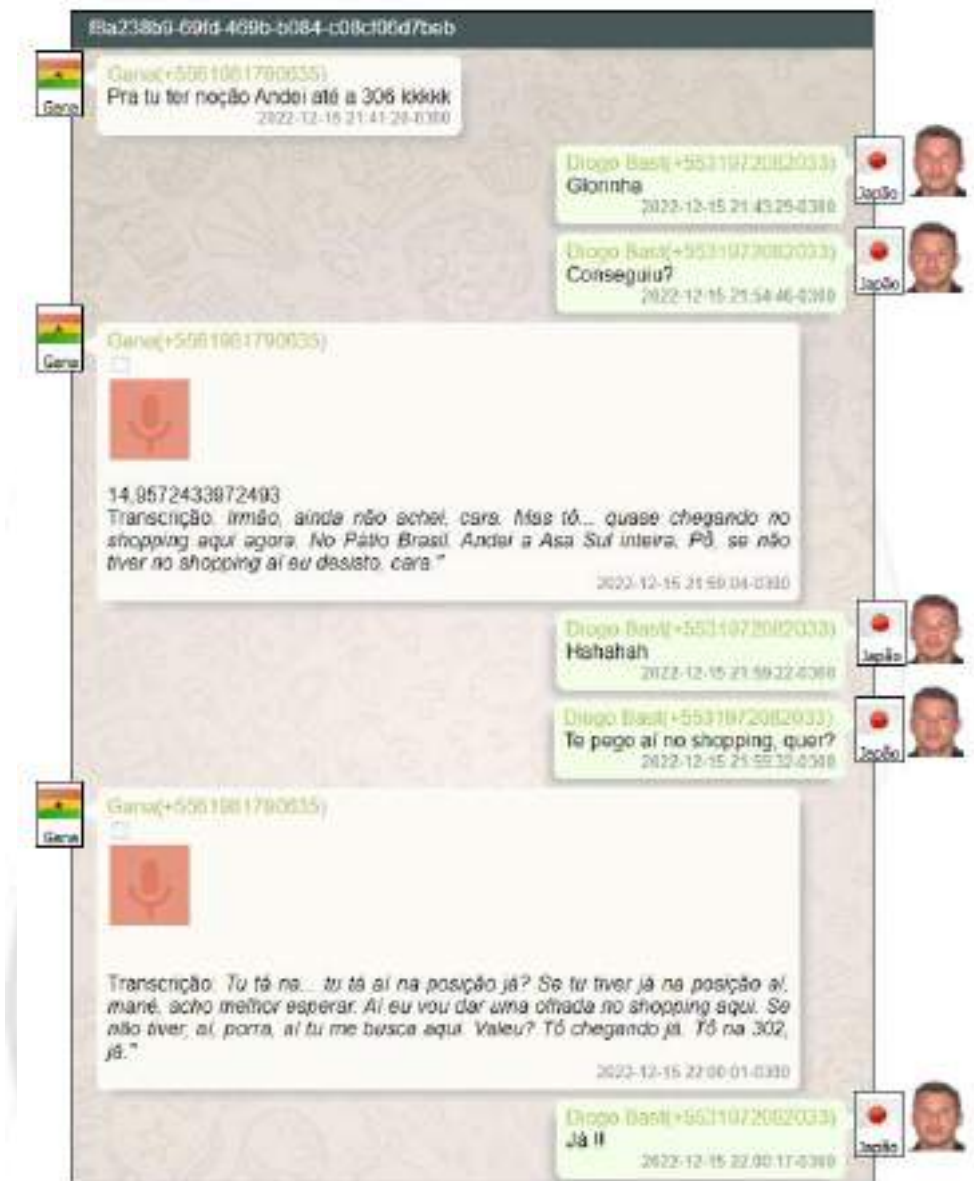 f8a238b9-69fd-469b-b084-c08cf06d7beb
Gana
Pra tu ter noção Andei até a 306 kkkkk
2022-12-15 21:41:20-0300
Japão
Diogo Bast(+5531972082033)
Glorinha
2022-12-15 21:43:25-0300
Japão
Diogo Bast(+5531972082033)
Conseguiu?
2022-12-15 21:54:46-0300
Gana
Gana(+5561981790635)
14,9572433972493
Transcrição: Irmão, ainda não achei, cara. Mas tô... quase chegando no
shopping aqui agora. No Pátio Brasil. Andei a Asa Sul inteira. Pô, se não
tiver no shopping aí eu desisto, cara."
2022-12-15 21:59:04-0300
Japão
Diogo Bast(+5531972082033)
Hahahah
2022-12-15 21:59:22-0300
Japão
Diogo Bast(+5531972082033)
Te pego aí no shopping, quer?
2022-12-15 21:59:32-0300
Gana
Gana(+5561981790635)
Transcrição: Tu tá na... tu tá aí na posição já? Se tu tiver já na posição aí,
mané, acho melhor esperar. Aí eu vou dar uma olhada no shopping aqui. Se
não tiver, aí, porra, aí tu me busca aqui. Valeu? Tô chegando já. Tô na 302,
já."
2022-12-15 22:00:01-0300
Japão
Diogo Bast(+5531972082033)
Já II
2022-12-15 22:00:17-0300